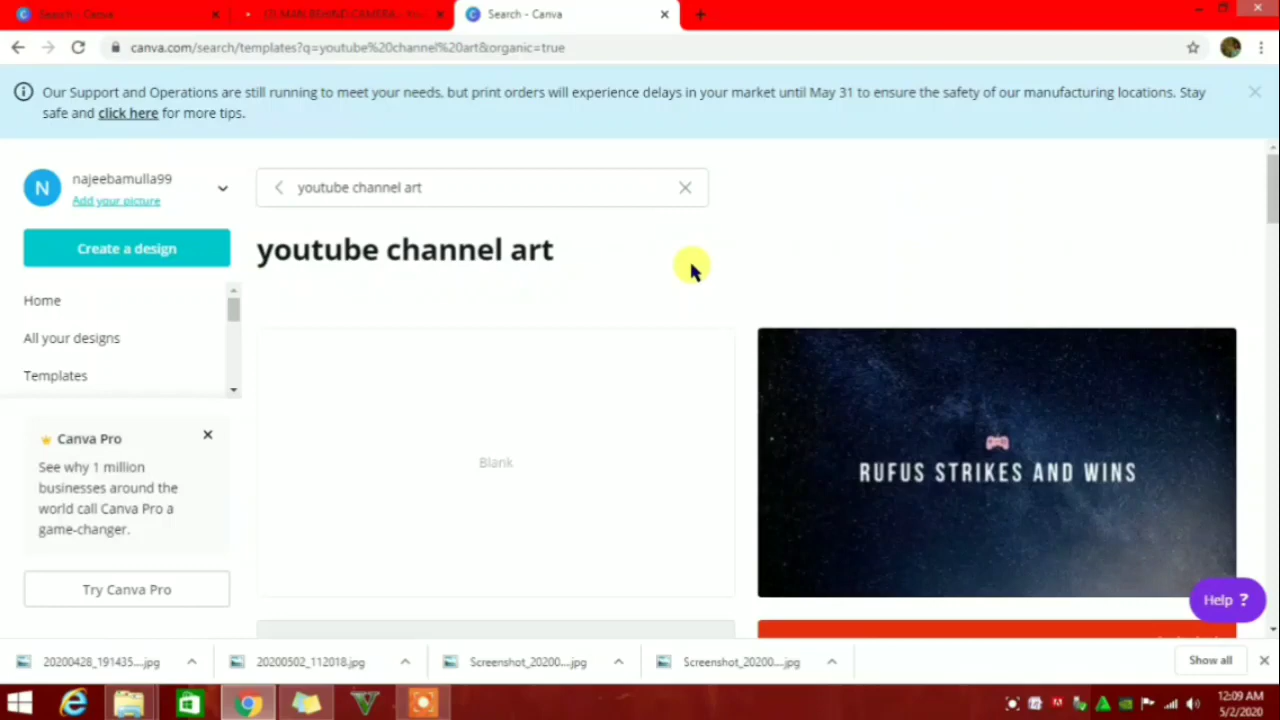 Search - Canva
Search - Canva
canva.com/search/templates?q=youtube%20channel%20art&organic=true
Our Support and Operations are still running to meet your needs, but print orders will experience delays in your market until May 31 to ensure the safety of our manufacturing locations. Stay
safe and click here for more tips.
N
najeebamulla99
Add your picture
youtube channel art
Create a design
youtube channel art
Home
All your designs
Templates
Canva Pro
See why 1 million
businesses around the
world call Canva Pro a
game-changer.
Try Canva Pro
Blank
RUFUS STRIKES AND WINS
Help ?
20200428_191435....jpg
20200502_112018.jpg
Screenshot_20200....jpg
Screenshot_20200....jpg
Show all
12:09 AM
5/2/2020